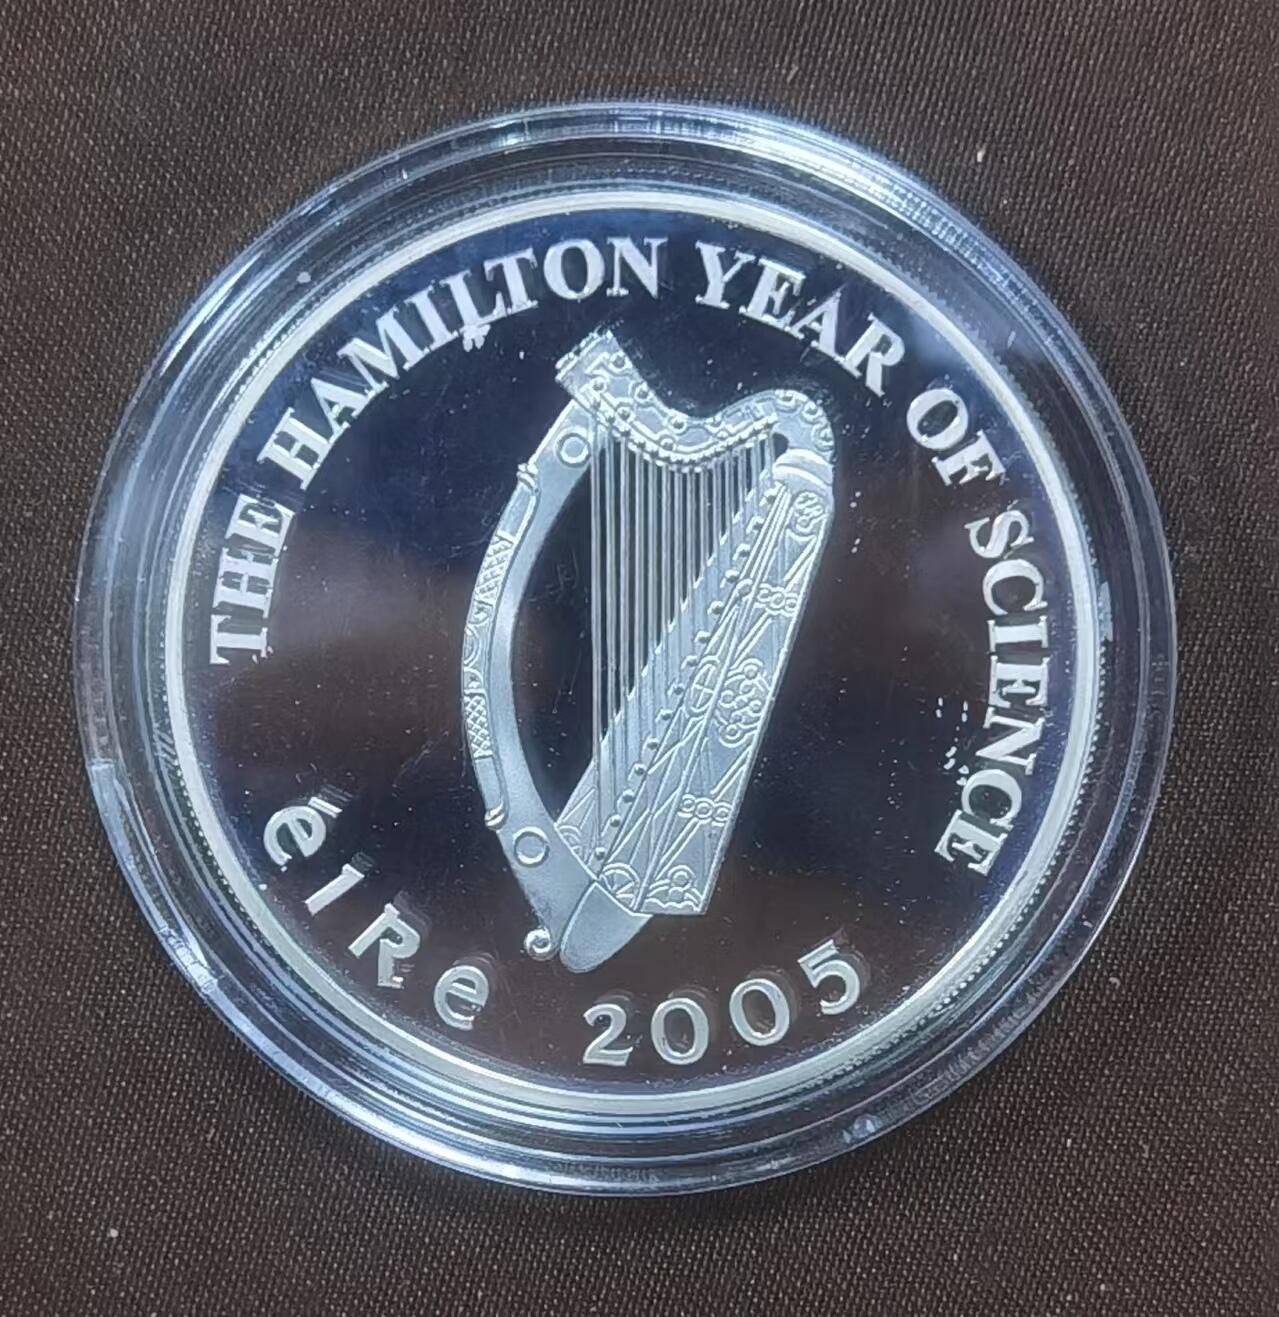 THE HAMILTON YEAR OF SCIENCE
éire 2005